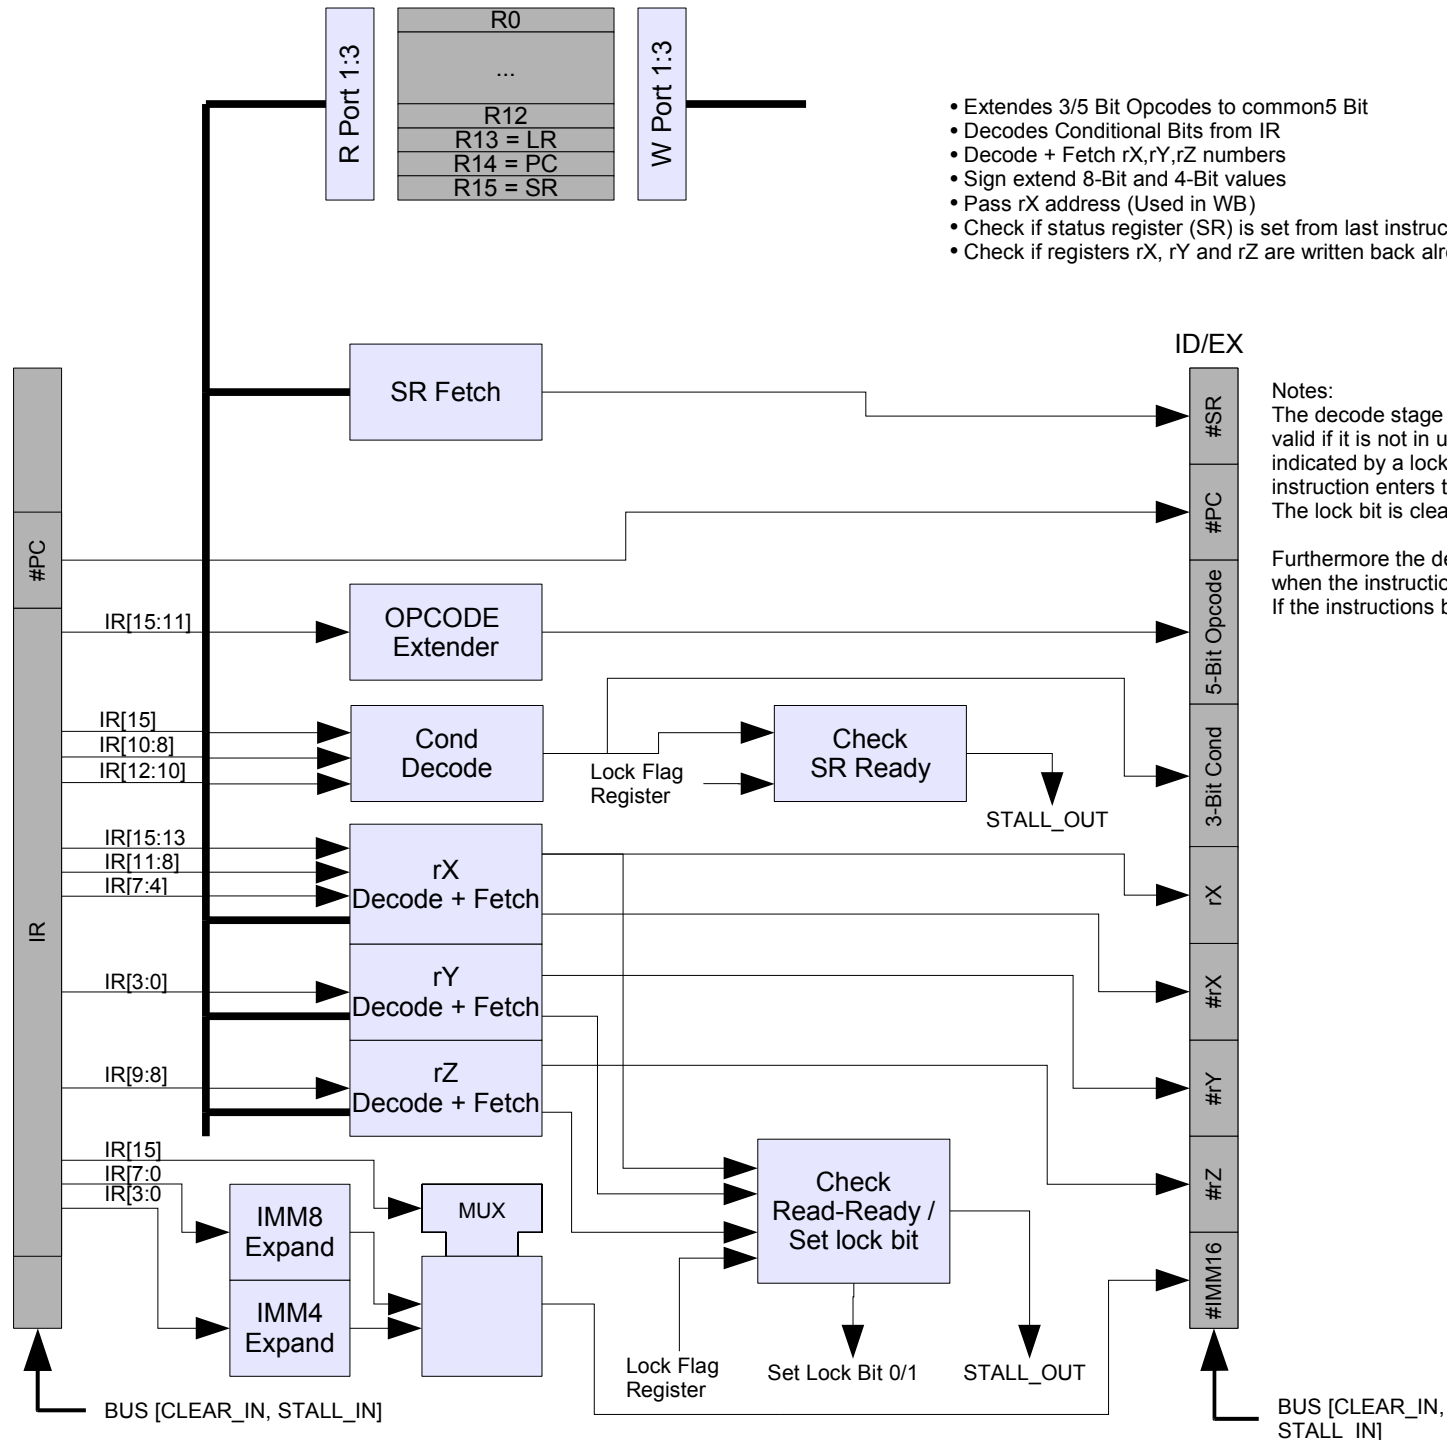 R Port 1:3
R0
...
R12
R13 = LR
R14 = PC
R15 = SR
W Port 1:3
• Extendes 3/5 Bit Opcodes to common5 Bit
• Decodes Conditional Bits from IR
• Decode + Fetch rX,rY,rZ numbers
• Sign extend 8-Bit and 4-Bit values
• Pass rX address (Used in WB)
• Check if status register (SR) is set from last
• Check if registers rX, rY and rZ are written back
ID/EX
Notes:
The decode stage
valid if it is not in
indicated by a lock
instruction enters
The lock bit is
Furthermore the
when the
If the instructions
SR Fetch
#SR
#PC
#PC
IR[15:11]
OPCODE
Extender
5-Bit Opcode
IR[15]
IR[10:8]
IR[12:10]
Cond
Decode
Lock Flag
Register
Check
SR Ready
STALL_OUT
3-Bit Cond
IR[15:13
IR[11:8]
IR[7:4]
rX
Decode + Fetch
rX
IR
IR[3:0]
rY
Decode + Fetch
#rX
IR[9:8]
rZ
Decode + Fetch
#rY
#rZ
IR[15]
IR[7:0
IR[3:0
IMM8
Expand
IMM4
Expand
MUX
Check
Read-Ready /
Set lock bit
#IMM16
Lock Flag
Register
Set Lock Bit 0/1
STALL_OUT
BUS [CLEAR_IN, STALL_IN]
BUS [CLEAR_IN,
STALL_IN]